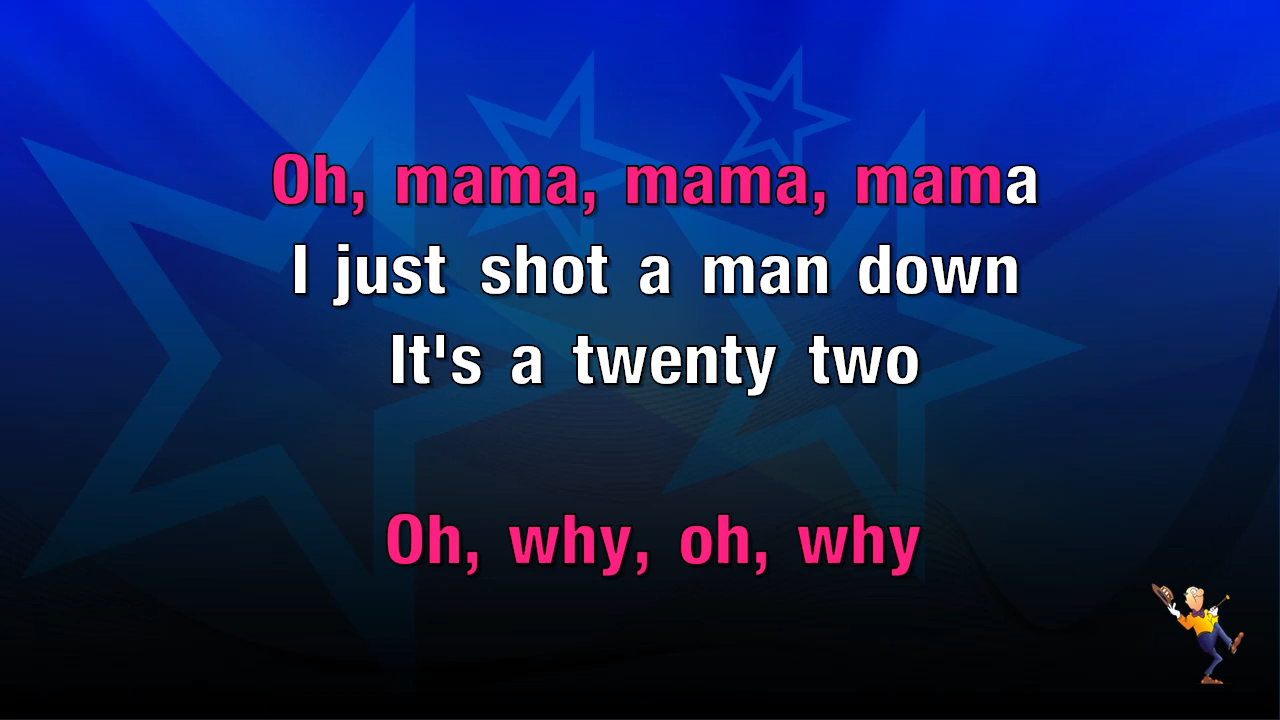 Oh, mama, mama, mama
I just shot a man down
It's a twenty two
Oh, why, oh, why